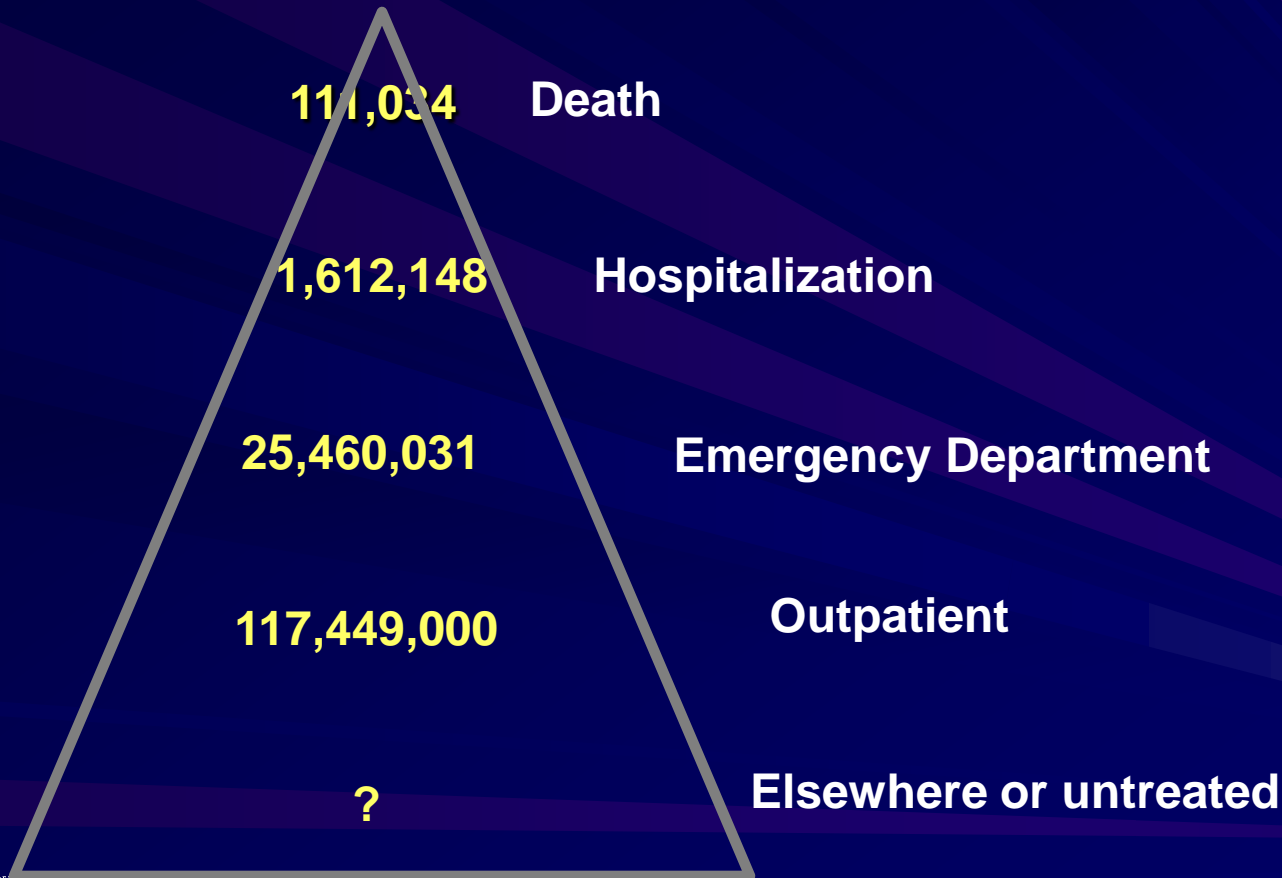 111,034 Death
1,612,148 Hospitalization
25,460,031 Emergency Department
117,449,000 Outpatient
? Elsewhere or untreated